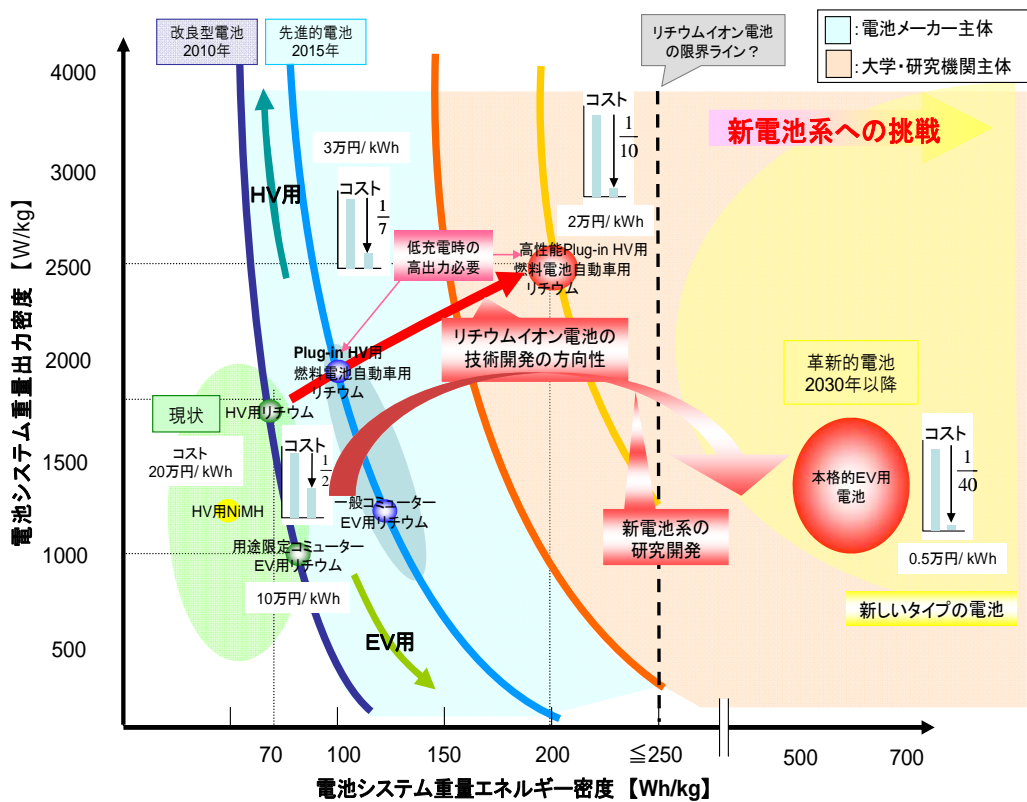 改良型電池
2010年
先進的電池
2015年
リチウムイオン電池
の限界ライン？
：電池メーカー主体
：大学・研究機関主体
電池システム重量出力密度 【W/kg】
4000
3000
2500
2000
1500
1000
500
HV用
3万円/ kWh
コスト
1
7
コスト
1
10
2万円/ kWh
新電池系への挑戦
低充電時の
高出力必要
高性能Plug-in HV用
燃料電池自動車用
リチウム
リチウムイオン電池の
技術開発の方向性
Plug-in HV用
燃料電池自動車用
リチウム
現状
HV用リチウム
コスト
20万円/ kWh
コスト
1
2
HV用NiMH
一般コミューター
EV用リチウム
用途限定コミューター
EV用リチウム
10万円/ kWh
EV用
新電池系の
研究開発
革新的電池
2030年以降
本格的EV用
電池
コスト
1
40
0.5万円/ kWh
新しいタイプの電池
70
100
150
200
≦250
500
700
電池システム重量エネルギー密度 【Wh/kg】